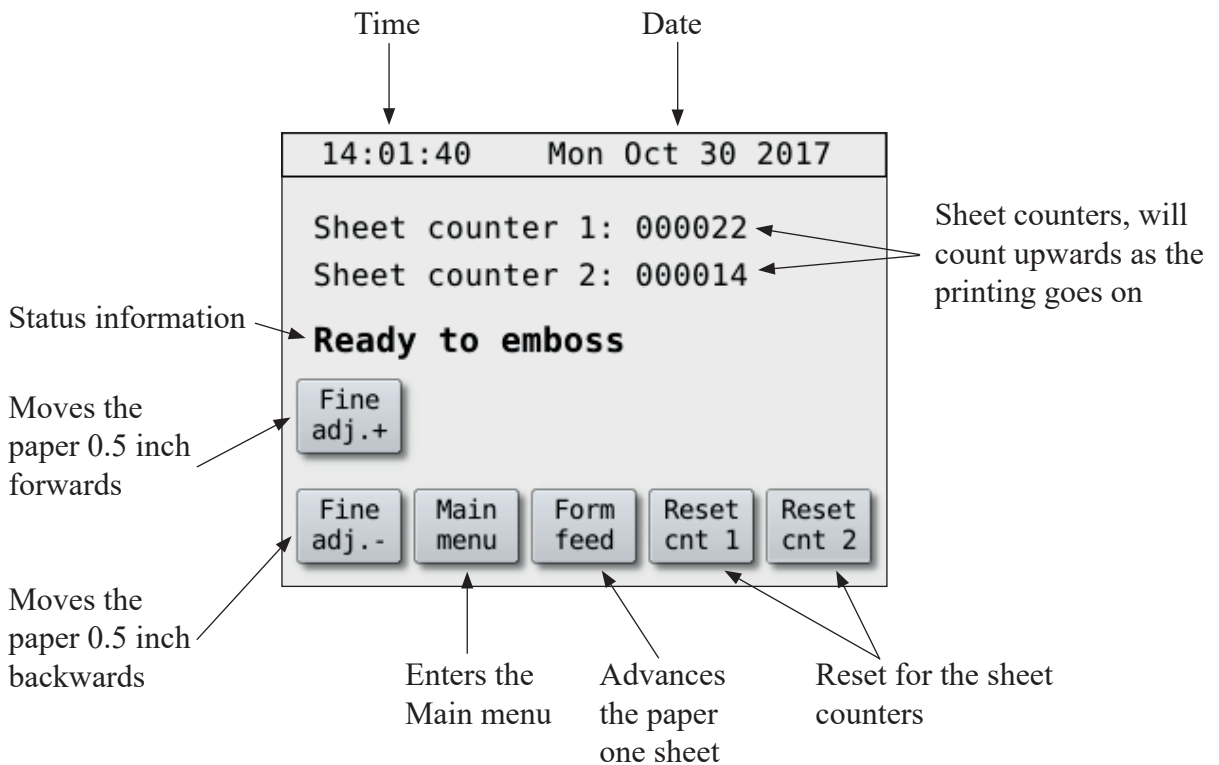 Time
Date
14:01:40 Mon Oct 30 2017
Sheet counter 1: 000022
Sheet counter 2: 000014
Sheet counters, will
count upwards as the
printing goes on
Status information
Ready to emboss
Moves the
paper 0.5 inch
forwards
Fine
adj.+
Fine
adj.-
Main
menu
Form
feed
Reset
cnt 1
Reset
cnt 2
Moves the
paper 0.5 inch
backwards
Enters the
Main menu
Advances
the paper
one sheet
Reset for the sheet
counters